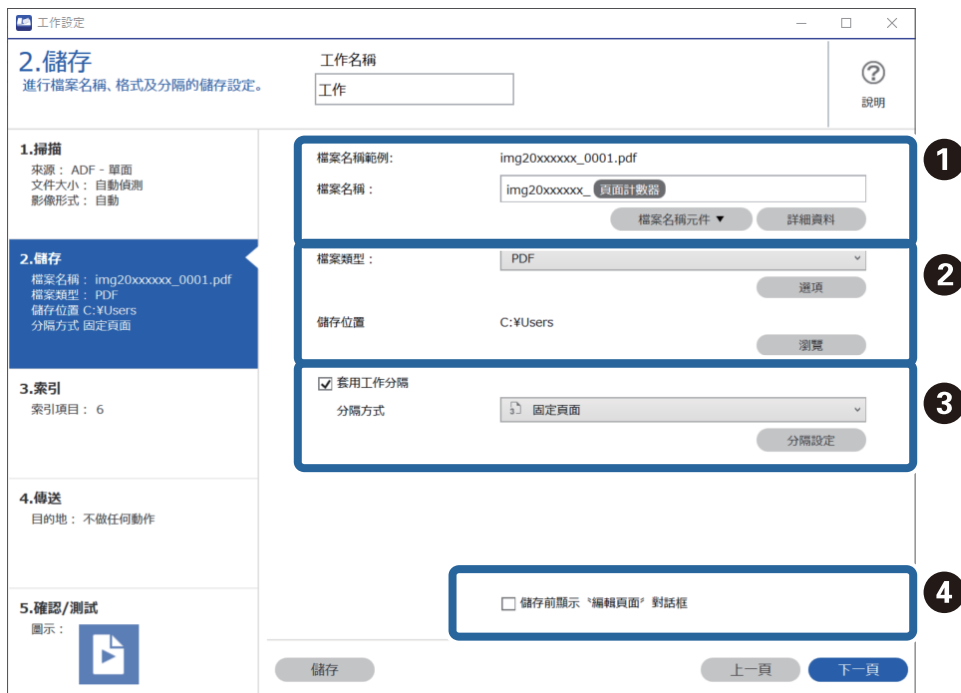 工作設定
2.儲存
進行檔案名稱、格式及分隔的儲存設定。
工作名稱
工作
?
說明
1.掃描
來源： ADF - 單面
文件大小： 自動偵測
影像形式： 自動
2.儲存
檔案名稱： img20xxxxxx_0001.pdf
檔案類型： PDF
儲存位置 C:¥Users
分隔方式 固定頁面
3.索引
索引項目： 6
4.傳送
目的地： 不做任何動作
5.確認/測試
圖示：
檔案名稱範例: img20xxxxxx_0001.pdf
檔案名稱： img20xxxxxx_ 頁面計數器
檔案名稱元件 ▼ 詳細資料
1
檔案類型： PDF
選項
儲存位置 C:¥Users
瀏覽
2
套用工作分隔
分隔方式 3 固定頁面
分隔設定
3
儲存前顯示〝編輯頁面〞對話框
4
儲存 上一頁 下一頁